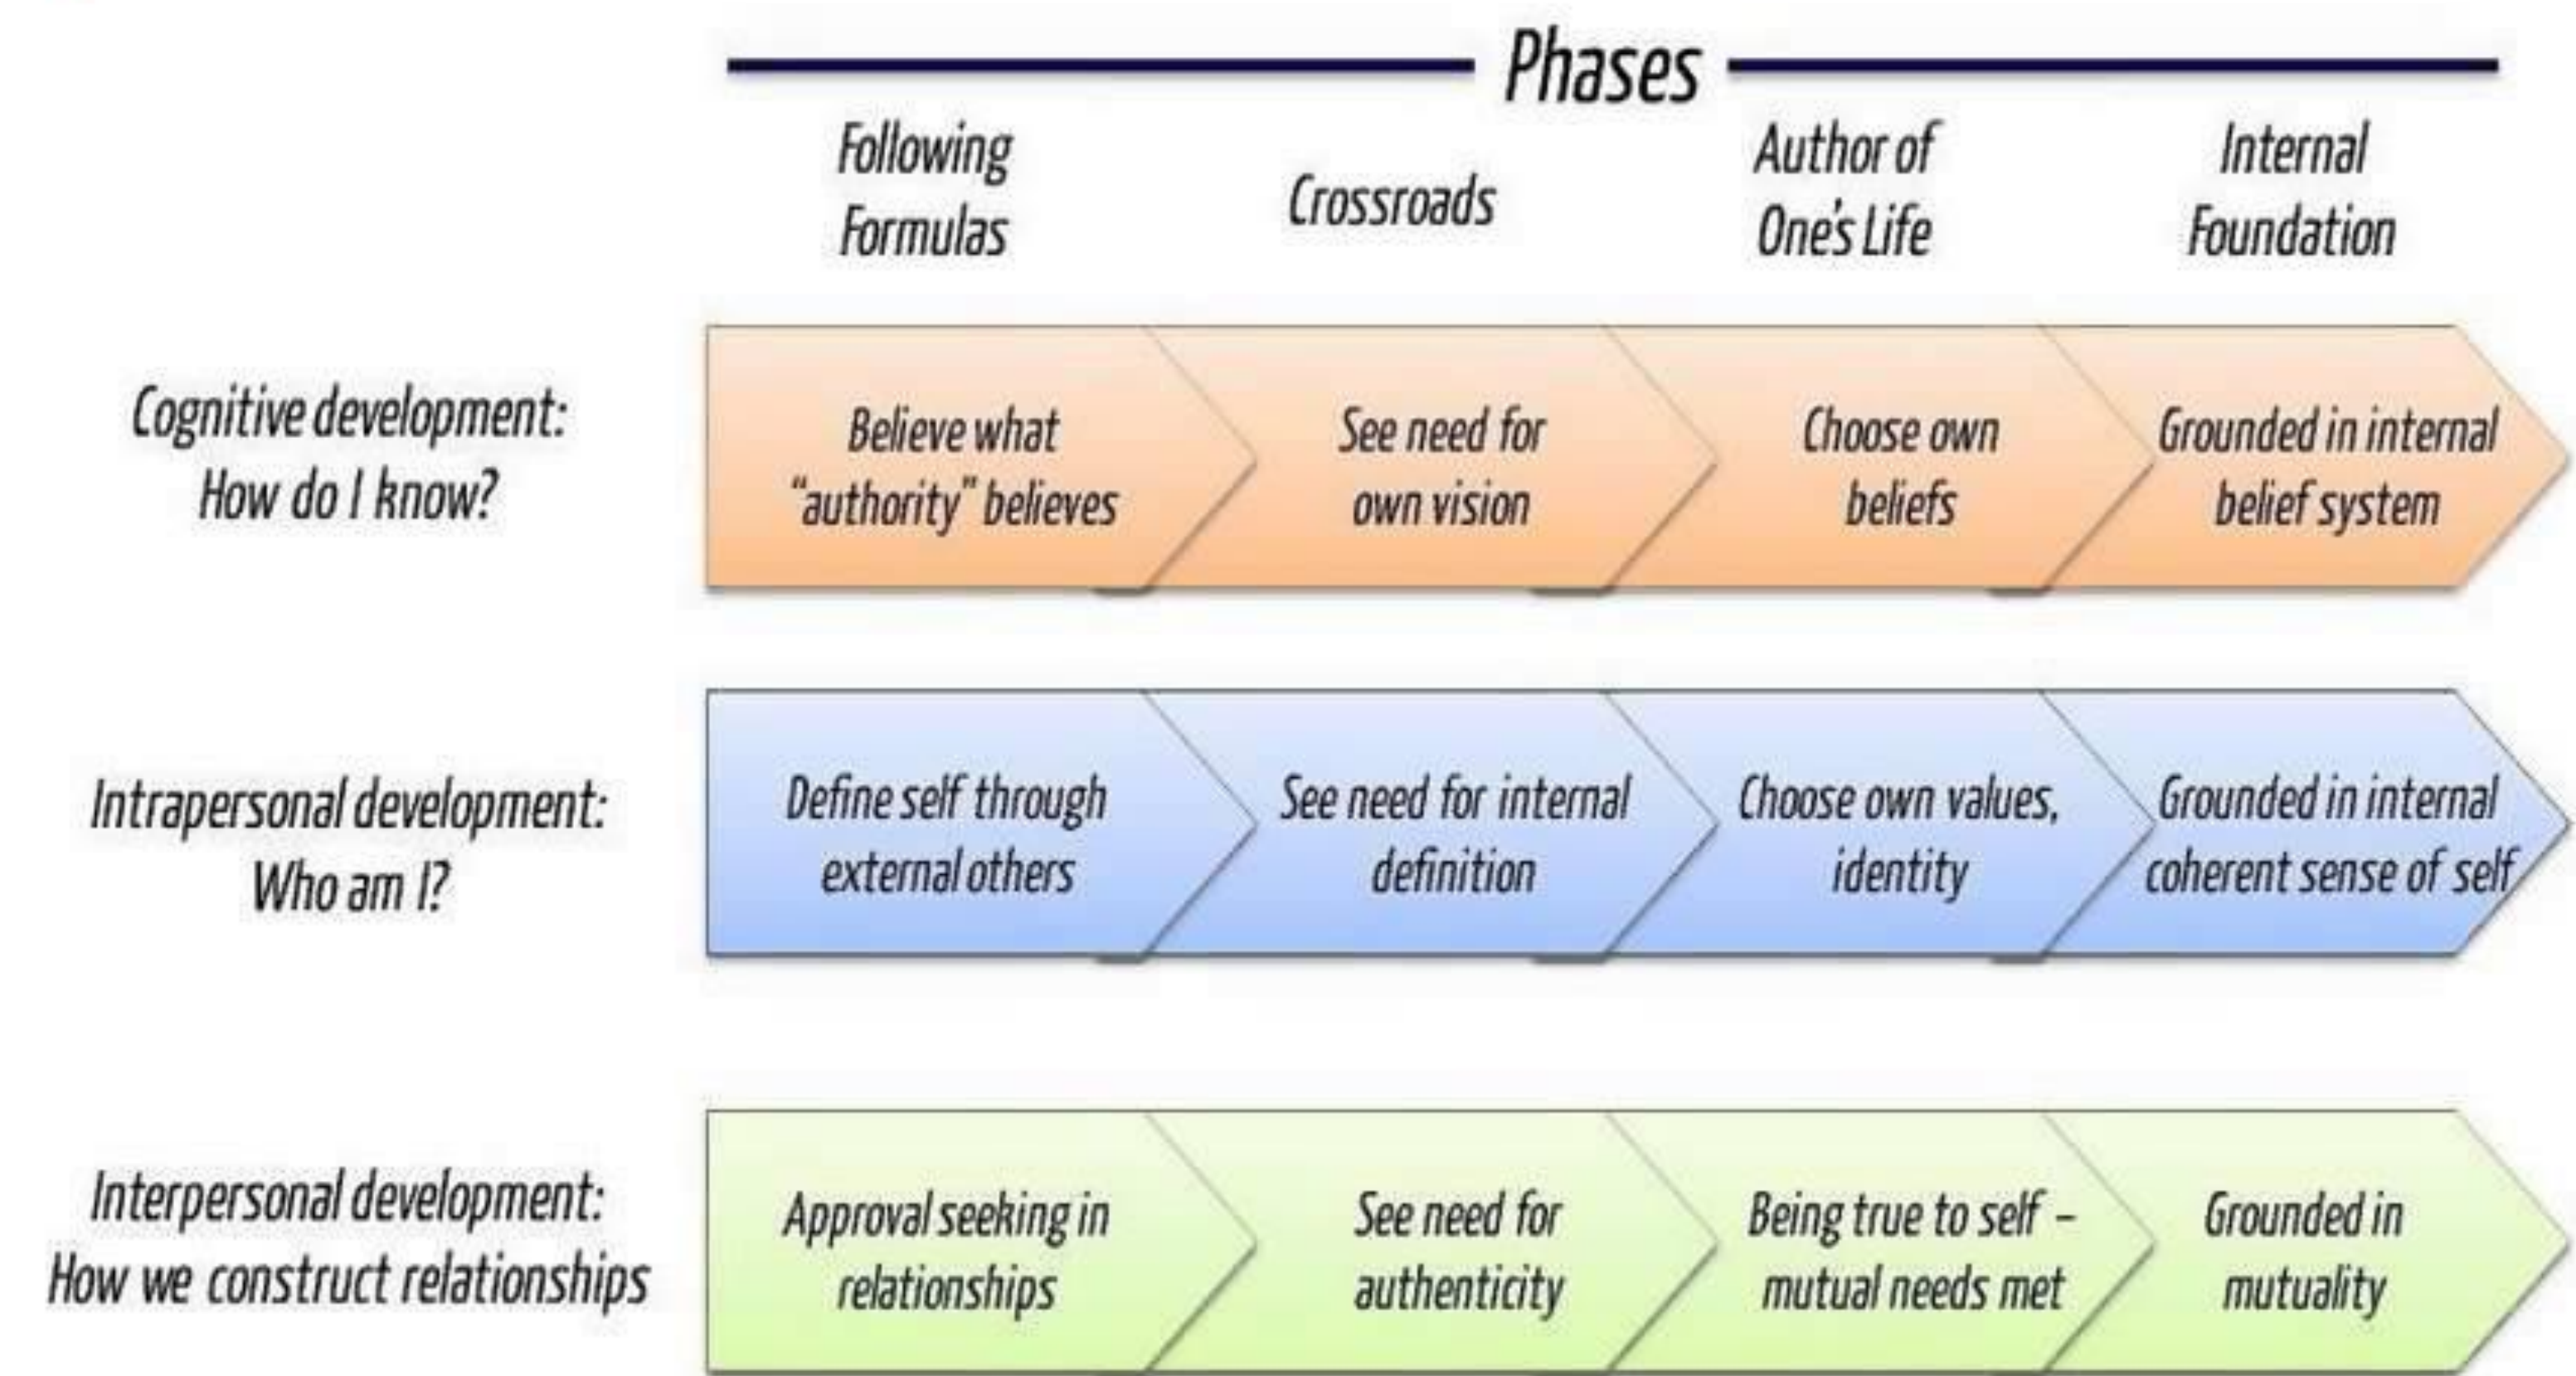 Phases
Following
Formulas
Crossroads
Author of
One's Life
Internal
Foundation
Cognitive development:
How do I know?
Believe what
“authority” believes
See need for
own vision
Choose own
beliefs
Grounded in internal
belief system
Intrapersonal development:
Who am I?
Define self through
external others
See need for internal
definition
Choose own values,
identity
Grounded in internal
coherent sense of self
Interpersonal development:
How we construct relationships
Approval seeking in
relationships
See need for
authenticity
Being true to self –
mutual needs met
Grounded in
mutuality